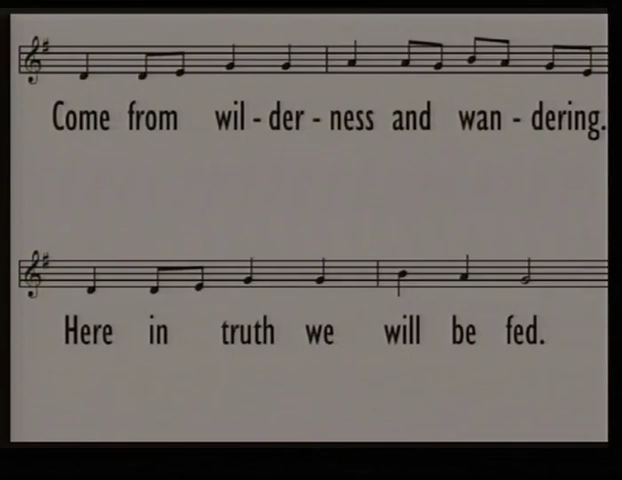 Come from wil - der - ness and wan - dering.
Here in truth we will be fed.